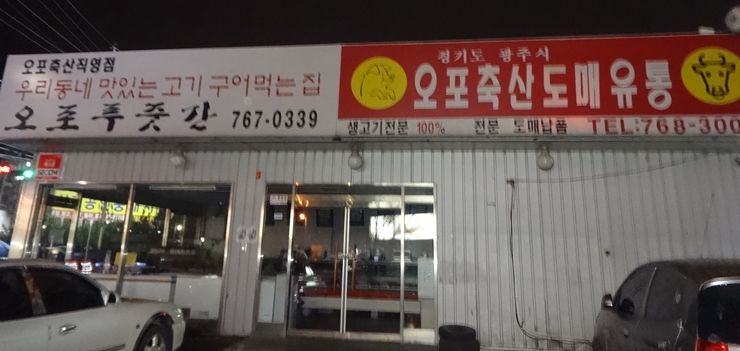 오포축산직영점
우리동네 맛있는 고기 구어먹는 집
오포푸줏간 767-0339
경기도 광주시
오포축산도매유통
생고기전문 100% 전문 도매납품 TEL:768-300
SECOM